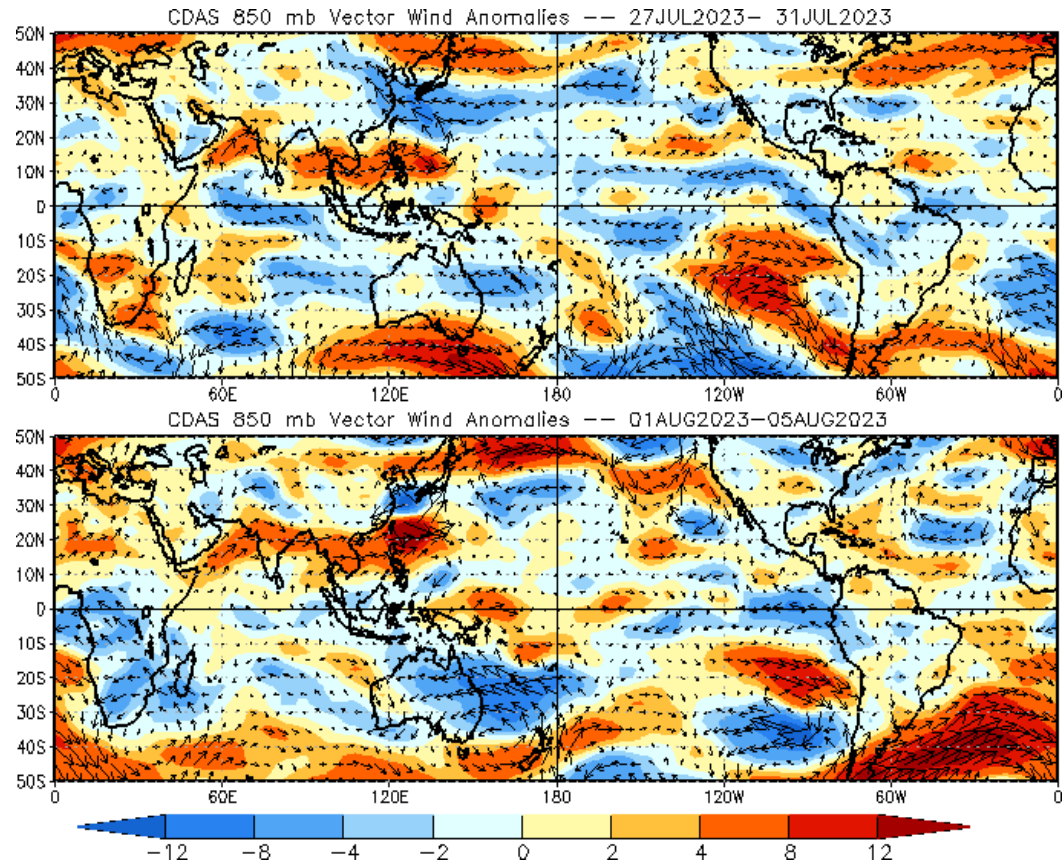 CDAS 850 mb Vector Wind Anomalies -- 27JUL2023- 31JUL2023
50N
40N
30N
20N
10N
0
10S
20S
30S
40S
50S
0 60E 120E 180 120W 60W 0
CDAS 850 mb Vector Wind Anomalies -- 01AUG2023-05AUG2023
50N
40N
30N
20N
10N
0
10S
20S
30S
40S
50S
0 60E 120E 180 120W 60W 0
-12 -8 -4 -2 0 2 4 8 12